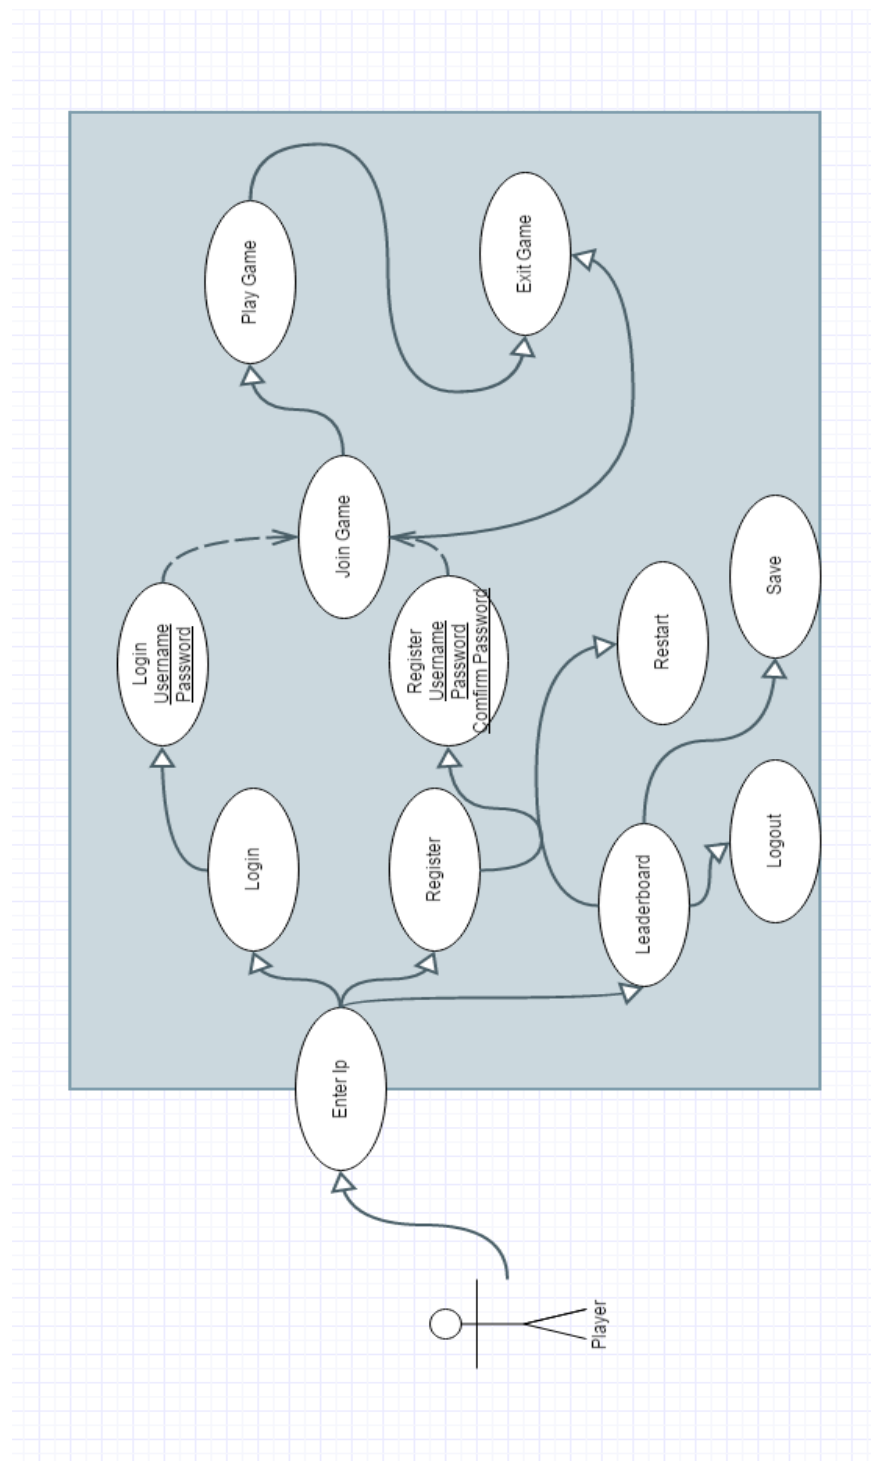 Player
Enter Ip
Login
Register
Leaderboard
Login
Username
Password
Register
Username
Password
Comfirm Password
Logout
Restart
Save
Join Game
Play Game
Exit Game